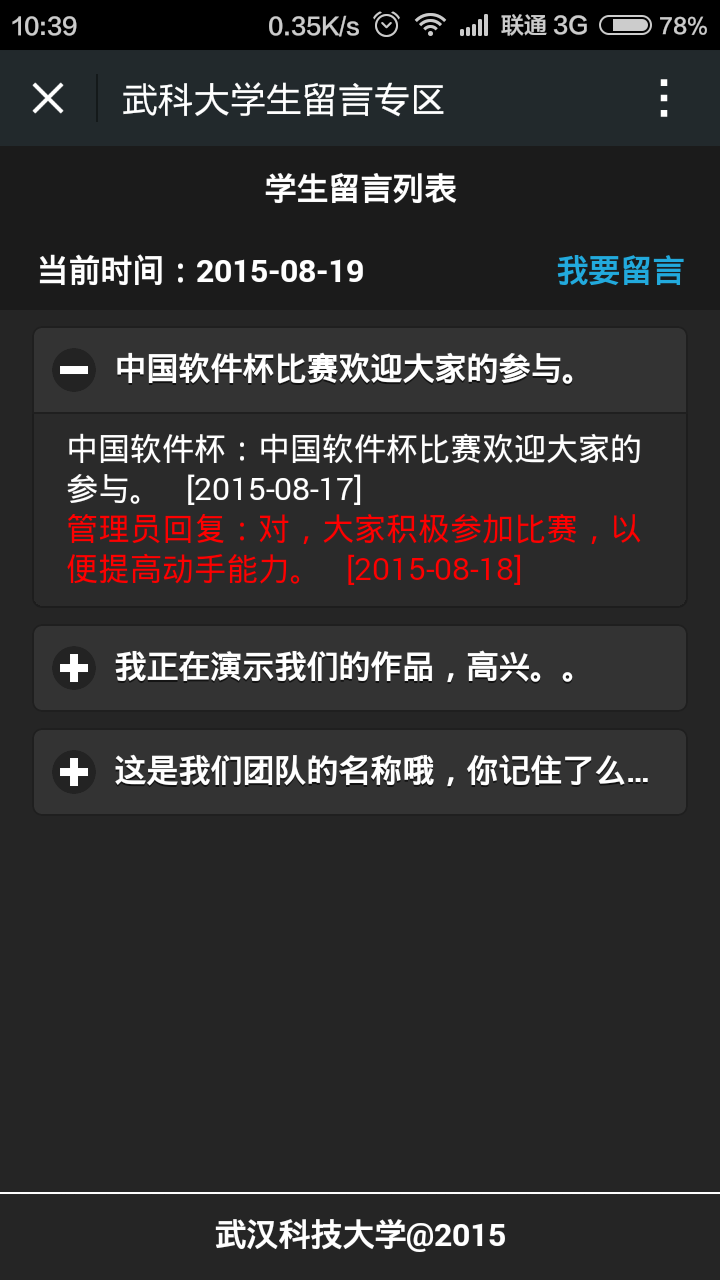 10:39 0.35K/s 联通 3G 78%
武科大学生留言专区
学生留言列表
当前时间：2015-08-19 我要留言
中国软件杯比赛欢迎大家的参与。
中国软件杯：中国软件杯比赛欢迎大家的
参与。 [2015-08-17]
管理员回复：对，大家积极参加比赛，以
便提高动手能力。 [2015-08-18]
我正在演示我们的作品，高兴。。
这是我们团队的名称哦，你记住了么...
武汉科技大学@2015